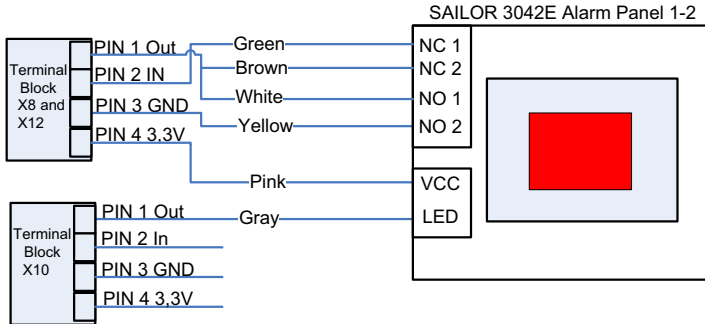 SAILOR 3042E Alarm Panel 1-2
Terminal
Block
X8 and
X12
PIN 1 Out
PIN 2 IN
PIN 3 GND
PIN 4 3,3V
Green
Brown
White
Yellow
Pink
Gray
NC 1
NC 2
NO 1
NO 2
VCC
LED
Terminal
Block
X10
PIN 1 Out
PIN 2 In
PIN 3 GND
PIN 4 3,3V